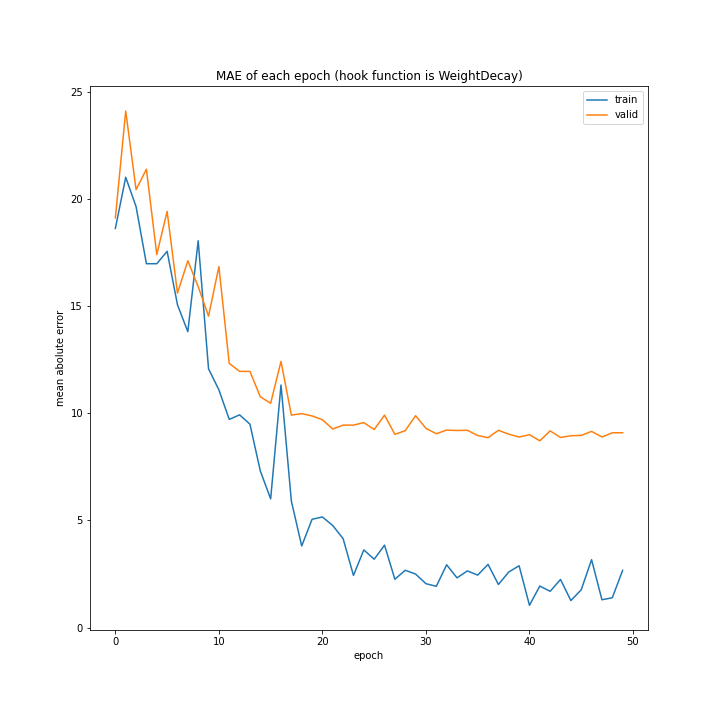 MAE of each epoch (hook function is WeightDecay)
train
valid
25
20
15
10
5
0
mean abolute error
0
10
20
30
40
50
epoch